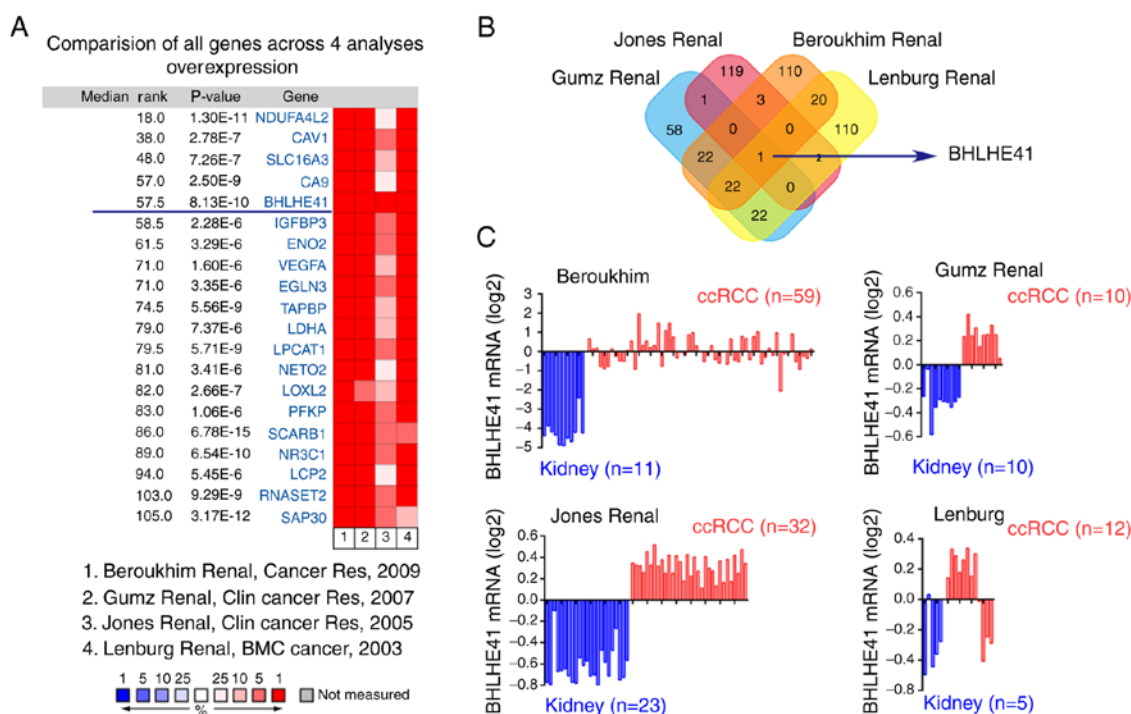 A
Comparision of all genes across 4 analyses
overexpression
Median rank P-value Gene
18.0 1.30E-11 NDUFA4L2
38.0 2.78E-7 CAV1
48.0 7.26E-7 SLC16A3
57.0 2.50E-9 CA9
57.5 8.13E-10 BHLHE41
58.5 2.28E-6 IGFBP3
61.5 3.29E-6 ENO2
71.0 1.60E-6 VEGFA
71.0 3.35E-6 EGLN3
74.5 5.56E-9 TAPBP
79.0 7.37E-6 LDHA
79.5 5.71E-9 LPCAT1
81.0 3.41E-6 NETO2
82.0 2.66E-7 LOXL2
83.0 1.06E-6 PFKP
86.0 6.78E-15 SCARB1
89.0 6.54E-10 NR3C1
94.0 5.45E-6 LCP2
103.0 9.29E-9 RNASET2
105.0 3.17E-12 SAP30
1 2 3 4
1. Beroukhim Renal, Cancer Res, 2009
2. Gumz Renal, Clin cancer Res, 2007
3. Jones Renal, Clin cancer Res, 2005
4. Lenburg Renal, BMC cancer, 2003
1 5 10 25 25 10 5 1
Not measured
%
B
Jones Renal Beroukhim Renal
Gumz Renal Lenburg Renal
119 110
1 3 20
58 0 0 110
22 1 2
22 0
22
BHLHE41
C
Beroukhim
ccRCC (n=59)
BHLHE41 mRNA (log2)
3
2
1
0
−1
−2
−3
−4
−5
Kidney (n=11)
Gumz Renal
ccRCC (n=10)
BHLHE41 mRNA (log2)
0.6
0.4
0.2
0.0
−0.2
−0.4
−0.6
Kidney (n=10)
Jones Renal
ccRCC (n=32)
BHLHE41 mRNA (log2)
0.6
0.4
0.2
0.0
−0.2
−0.4
−0.6
−0.8
Kidney (n=23)
Lenburg
ccRCC (n=12)
BHLHE41 mRNA (log2)
0.4
0.2
0.0
−0.2
−0.4
−0.6
−0.8
Kidney (n=5)